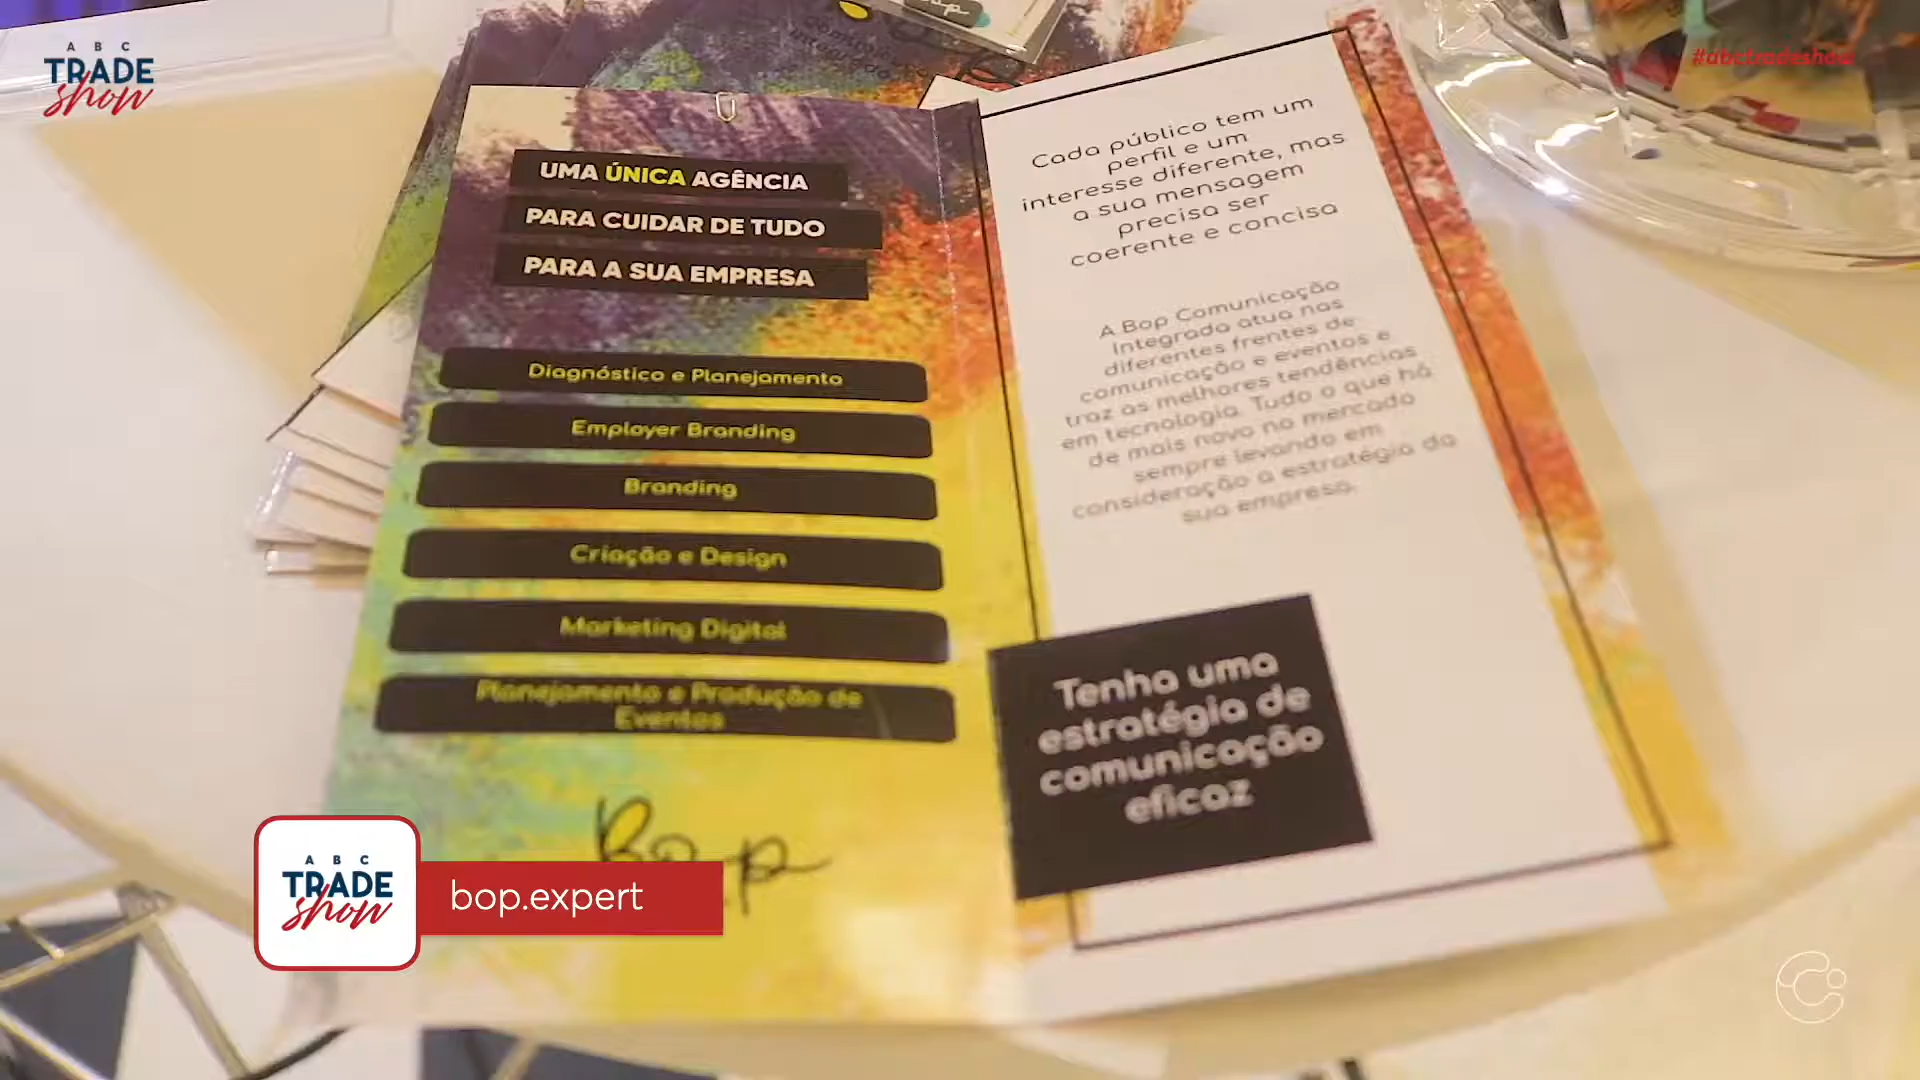 A B C
TRADE
show
#abctradeshow
UMA ÚNICA AGÊNCIA
PARA CUIDAR DE TUDO
PARA A SUA EMPRESA
Diagnóstico e Planejamento
Employer Branding
Branding
Criação e Design
Marketing Digital
Planejamento e Produção de
Eventos
Bop
Cada público tem um
perfil e um
interesse diferente, mas
a sua mensagem
precisa ser
coerente e concisa
A Bop Comunicação
Integrada atua nas
diferentes frentes de
comunicação e eventos e
traz as melhores tendências
em tecnologia. Tudo o que há
de mais novo no mercado
sempre levando em
consideração a estratégia da
sua empresa.
Tenha uma
estratégia de
comunicação
eficaz
A B C
TRADE
show
bop.expert